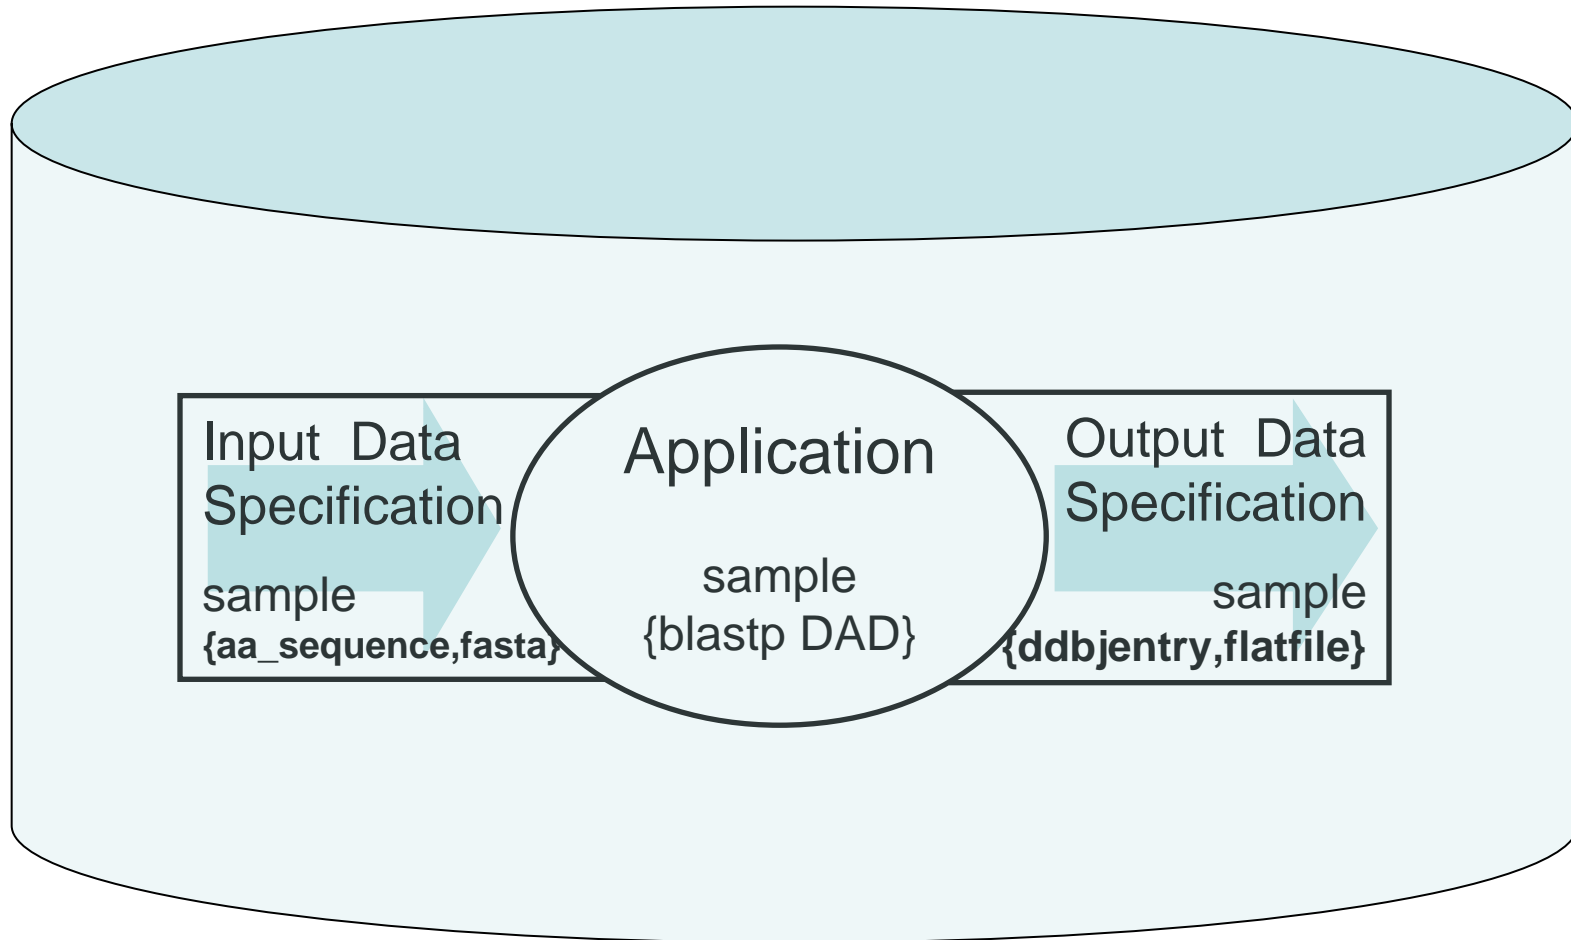 Input Data
Specification
sample
{aa_sequence,fasta}
Application
sample
{blastp DAD}
Output Data
Specification
sample
{ddbjentry,flatfile}